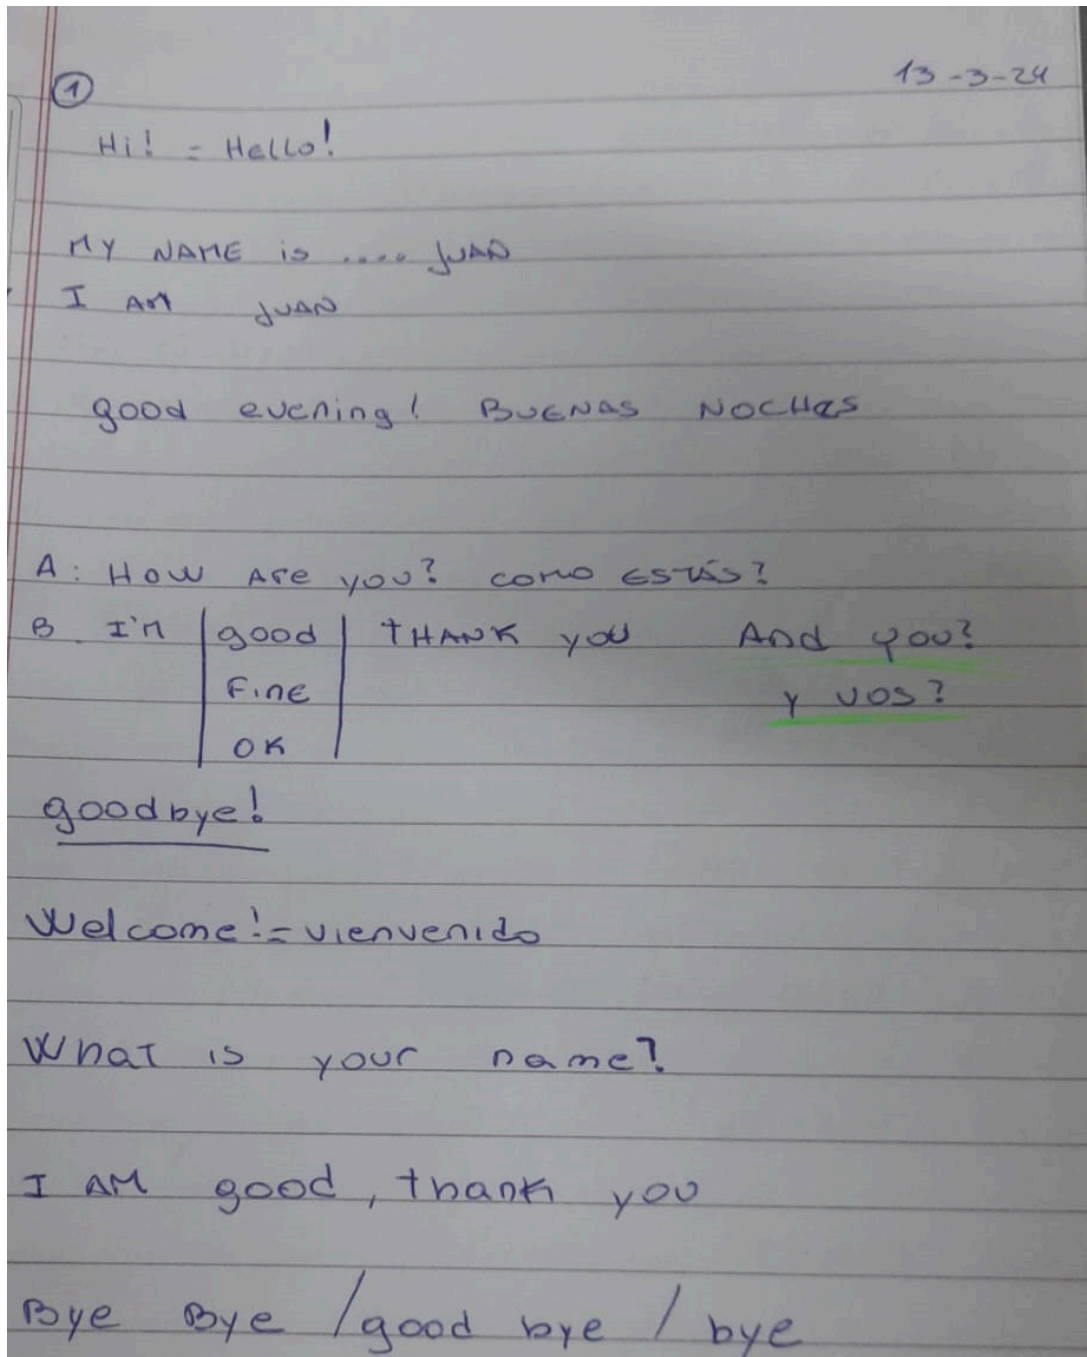 1 13-3-24
Hi! = Hello!
MY NAME is .... JUAN
I AM JUAN
good evening! BUENAS NOCHES
A: HOW Are you? como ESTÁS?
B. I'M good THANK you And you?
Fine y vos?
OK
goodbye!
Welcome! = vienvenido
What is your name?
I AM good, thank you
Bye Bye / good bye / bye